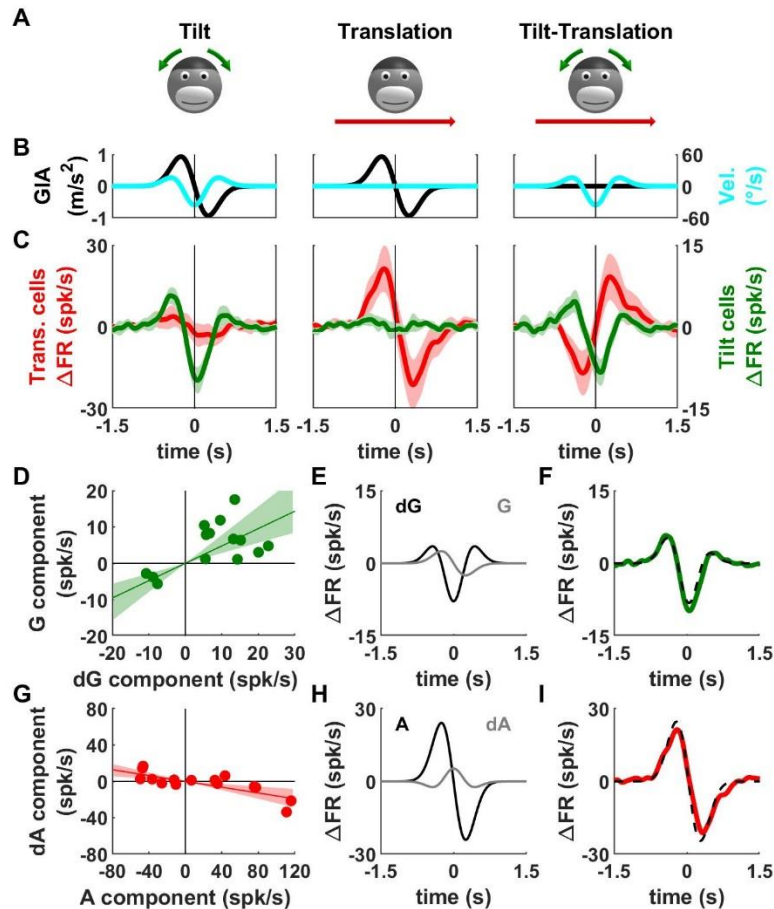 A
Tilt Translation Tilt-Translation
B
GIA
(m/s²)
1
0
-1
60
0
-60
Vel.
(°/s)
C
Trans. cells
ΔFR (spk/s)
30
0
-30
15
0
-15
Tilt cells
ΔFR (spk/s)
-1.5 0 1.5 -1.5 0 1.5 -1.5 0 1.5
time (s) time (s) time (s)
D
G component
(spk/s)
20
10
0
-10
-20
-20 -10 0 10 20 30
dG component (spk/s)
E
dG G
ΔFR (spk/s)
15
0
-15
-1.5 0 1.5
time (s)
F
ΔFR (spk/s)
15
0
-15
-1.5 0 1.5
time (s)
G
dA component
(spk/s)
80
40
0
-40
-80
-80 -40 0 40 80 120
A component (spk/s)
H
A dA
ΔFR (spk/s)
30
0
-30
-1.5 0 1.5
time (s)
I
ΔFR (spk/s)
30
0
-30
-1.5 0 1.5
time (s)